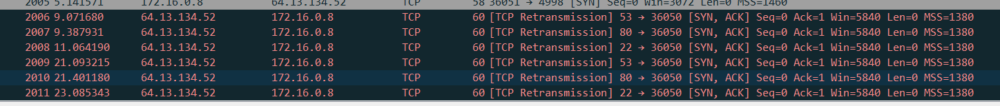 2005 5.141571 172.16.0.8 64.13.134.52 TCP 58 36051 → 4998 [SYN] Seq=0 Win=3072 Len=0 MSS=1460
2006 9.071680 64.13.134.52 172.16.0.8 TCP 60 [TCP Retransmission] 53 → 36050 [SYN, ACK] Seq=0 Ack=1 Win=5840 Len=0 MSS=1380
2007 9.387931 64.13.134.52 172.16.0.8 TCP 60 [TCP Retransmission] 80 → 36050 [SYN, ACK] Seq=0 Ack=1 Win=5840 Len=0 MSS=1380
2008 11.064190 64.13.134.52 172.16.0.8 TCP 60 [TCP Retransmission] 22 → 36050 [SYN, ACK] Seq=0 Ack=1 Win=5840 Len=0 MSS=1380
2009 21.093215 64.13.134.52 172.16.0.8 TCP 60 [TCP Retransmission] 53 → 36050 [SYN, ACK] Seq=0 Ack=1 Win=5840 Len=0 MSS=1380
2010 21.401180 64.13.134.52 172.16.0.8 TCP 60 [TCP Retransmission] 80 → 36050 [SYN, ACK] Seq=0 Ack=1 Win=5840 Len=0 MSS=1380
2011 23.085343 64.13.134.52 172.16.0.8 TCP 60 [TCP Retransmission] 22 → 36050 [SYN, ACK] Seq=0 Ack=1 Win=5840 Len=0 MSS=1380